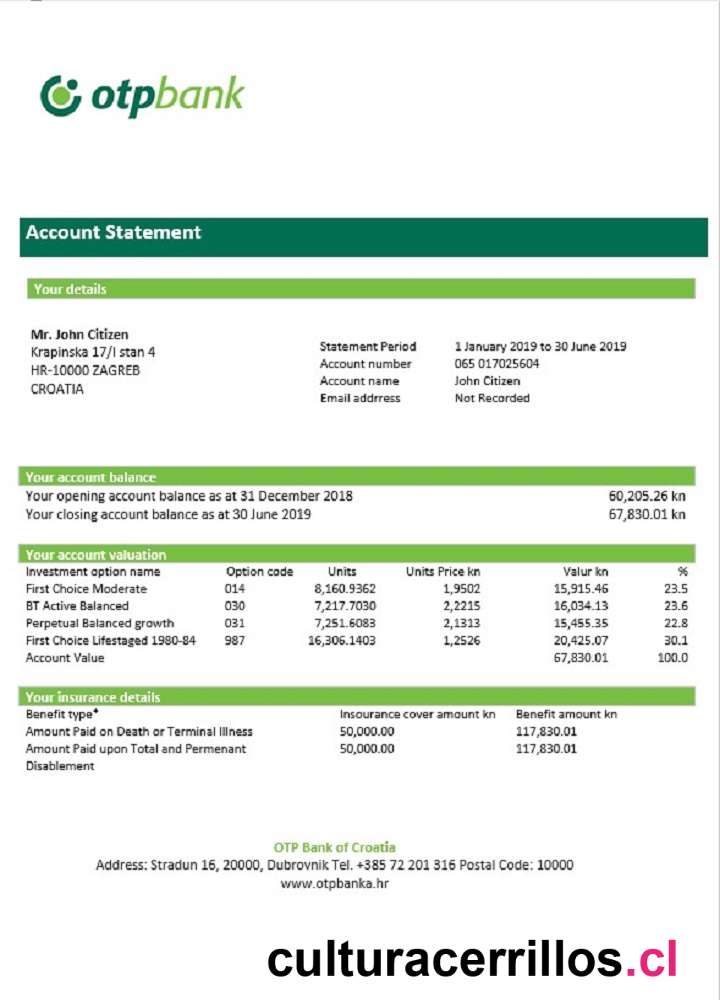 otpbank
Account Statement
Your details
Mr. John Citizen
Krapinska 17/I stan 4
HR-10000 ZAGREB
CROATIA
Statement Period 1 January 2019 to 30 June 2019
Account number 065 017025604
Account name John Citizen
Email addrress Not Recorded
Your account balance
Your opening account balance as at 31 December 2018 60,205.26 kn
Your closing account balance as at 30 June 2019 67,830.01 kn
Your account valuation
Investment option name Option code Units Units Price kn Valur kn %
First Choice Moderate 014 8,160.9362 1,9502 15,915.46 23.5
BT Active Balanced 030 7,217.7030 2,2215 16,034.13 23.6
Perpetual Balanced growth 031 7,251.6083 2,1313 15,455.35 22.8
First Choice Lifestaged 1980-84 987 16,306.1403 1,2526 20,425.07 30.1
Account Value 67,830.01 100.0
Your insurance details
Benefit type* Insourance cover amount kn Benefit amount kn
Amount Paid on Death or Terminal Illness 50,000.00 117,830.01
Amount Paid upon Total and Permenant 50,000.00 117,830.01
Disablement
OTP Bank of Croatia
Address: Stradun 16, 20000, Dubrovnik Tel. +385 72 201 316 Postal Code: 10000
www.otpbanka.hr
culturacerrillos.cl